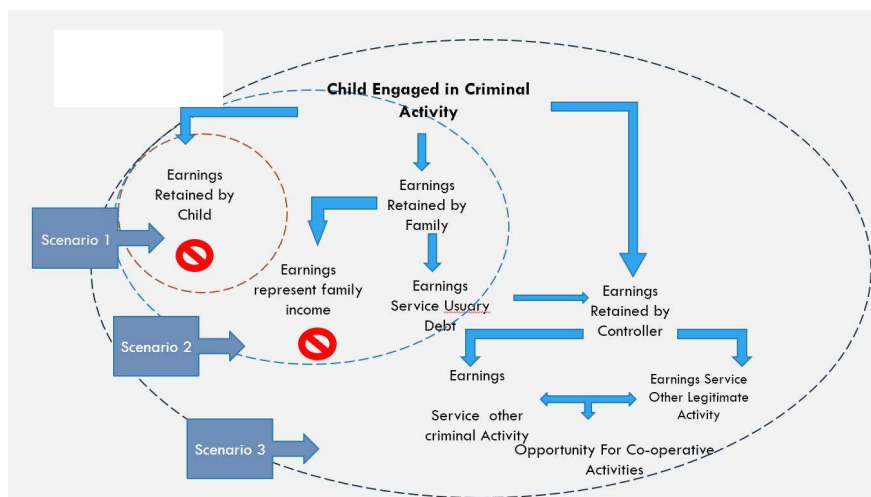 Child Engaged in Criminal
Activity
Earnings
Retained by
Child
Scenario 1
Earnings
Retained by
Family
Earnings
represent family
income
Earnings
Service Usuary
Debt
Earnings
Retained by
Controller
Scenario 2
Earnings
Service other
criminal Activity
Earnings Service
Other Legitimate
Activity
Scenario 3
Opportunity For Co-operative
Activities